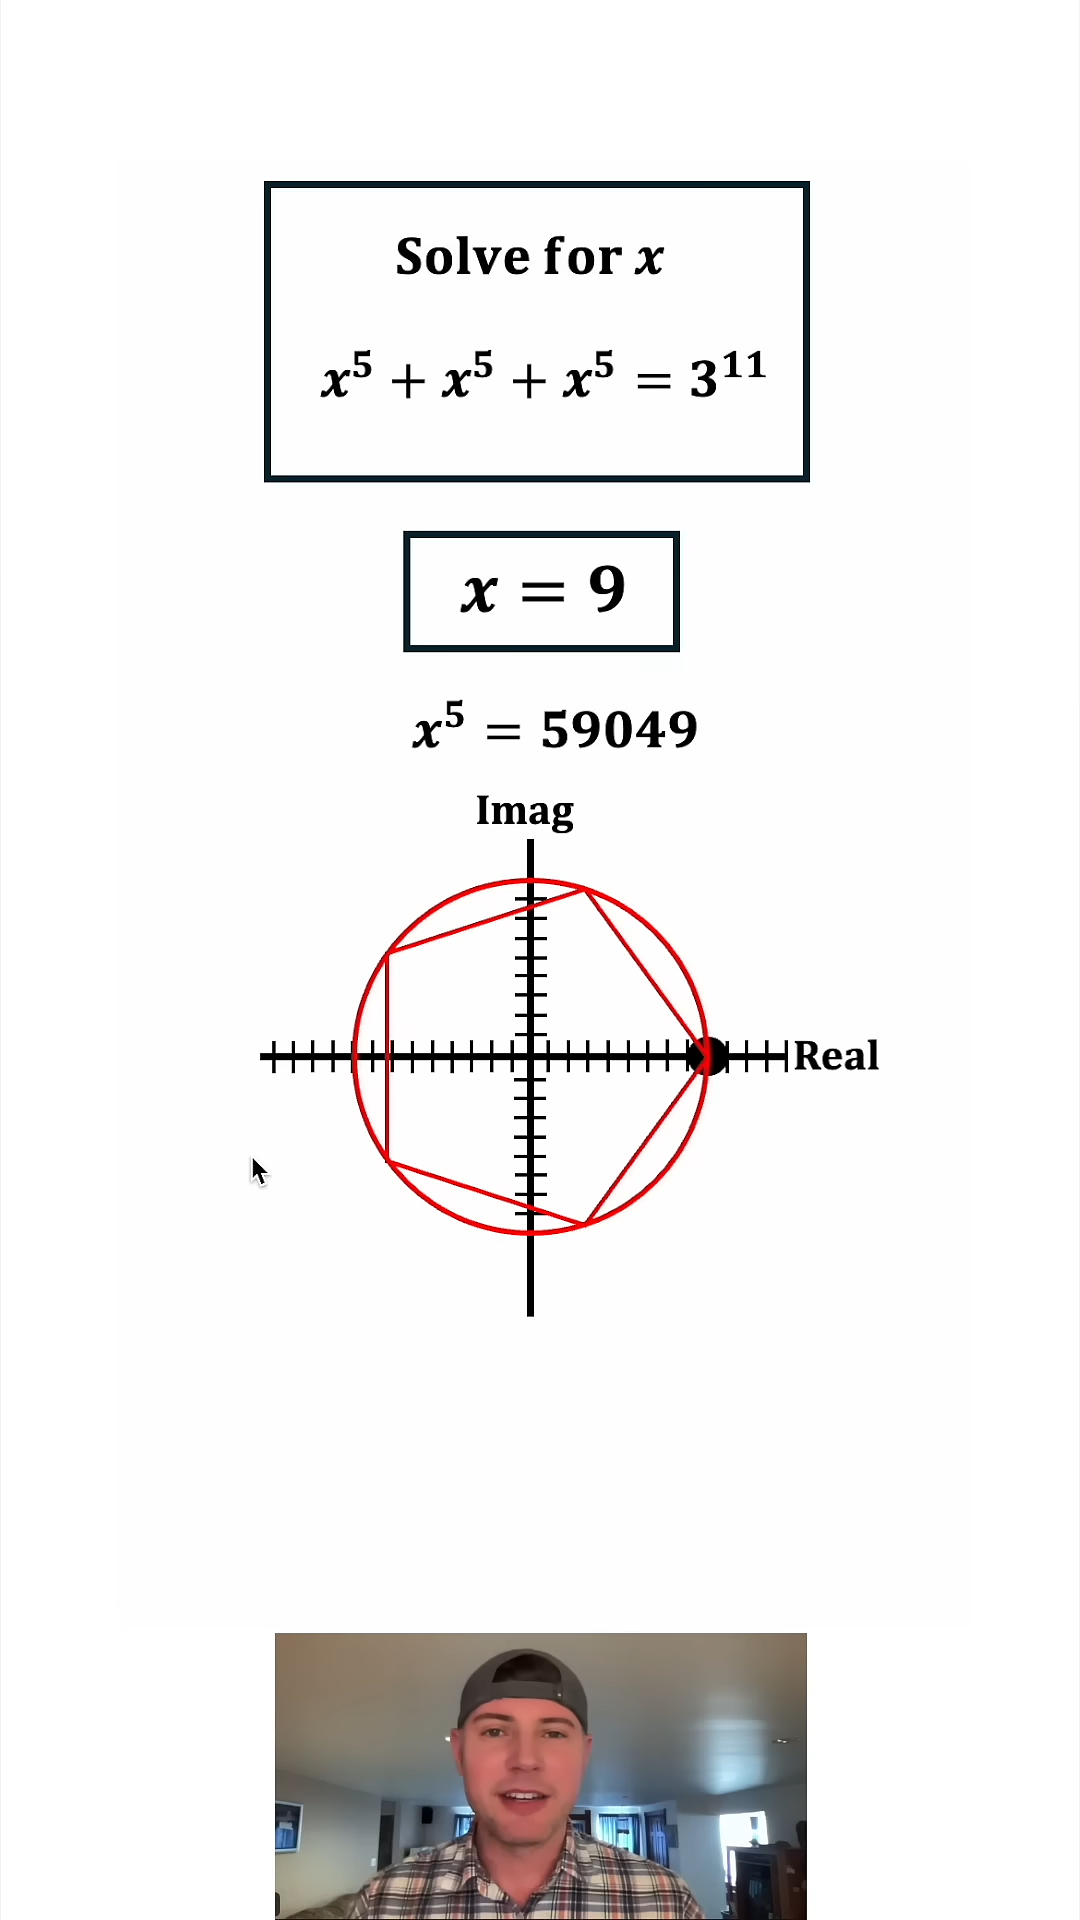 Solve for x
x⁵ + x⁵ + x⁵ = 3¹¹
x = 9
x⁵ = 59049
Imag
Real